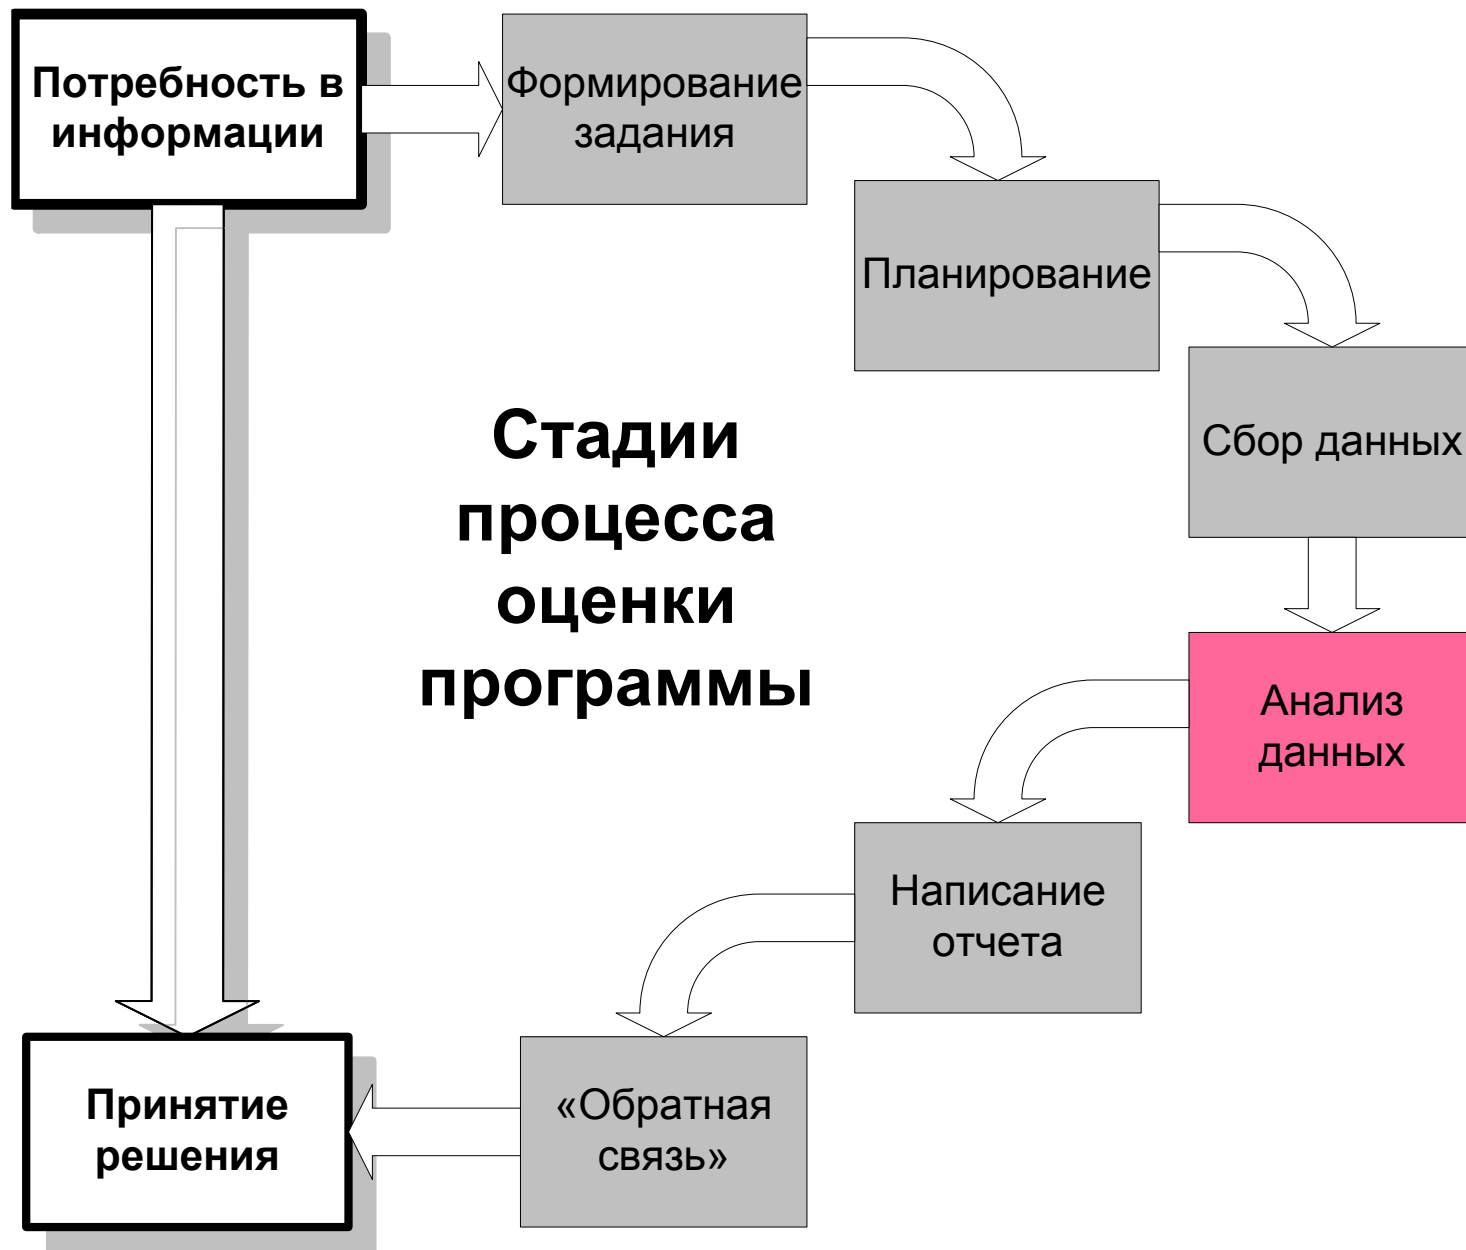 Потребность в
информации
Формирование
задания
Планирование
Сбор данных
Стадии
процесса
оценки
программы
Анализ
данных
Написание
отчета
«Обратная
связь»
Принятие
решения